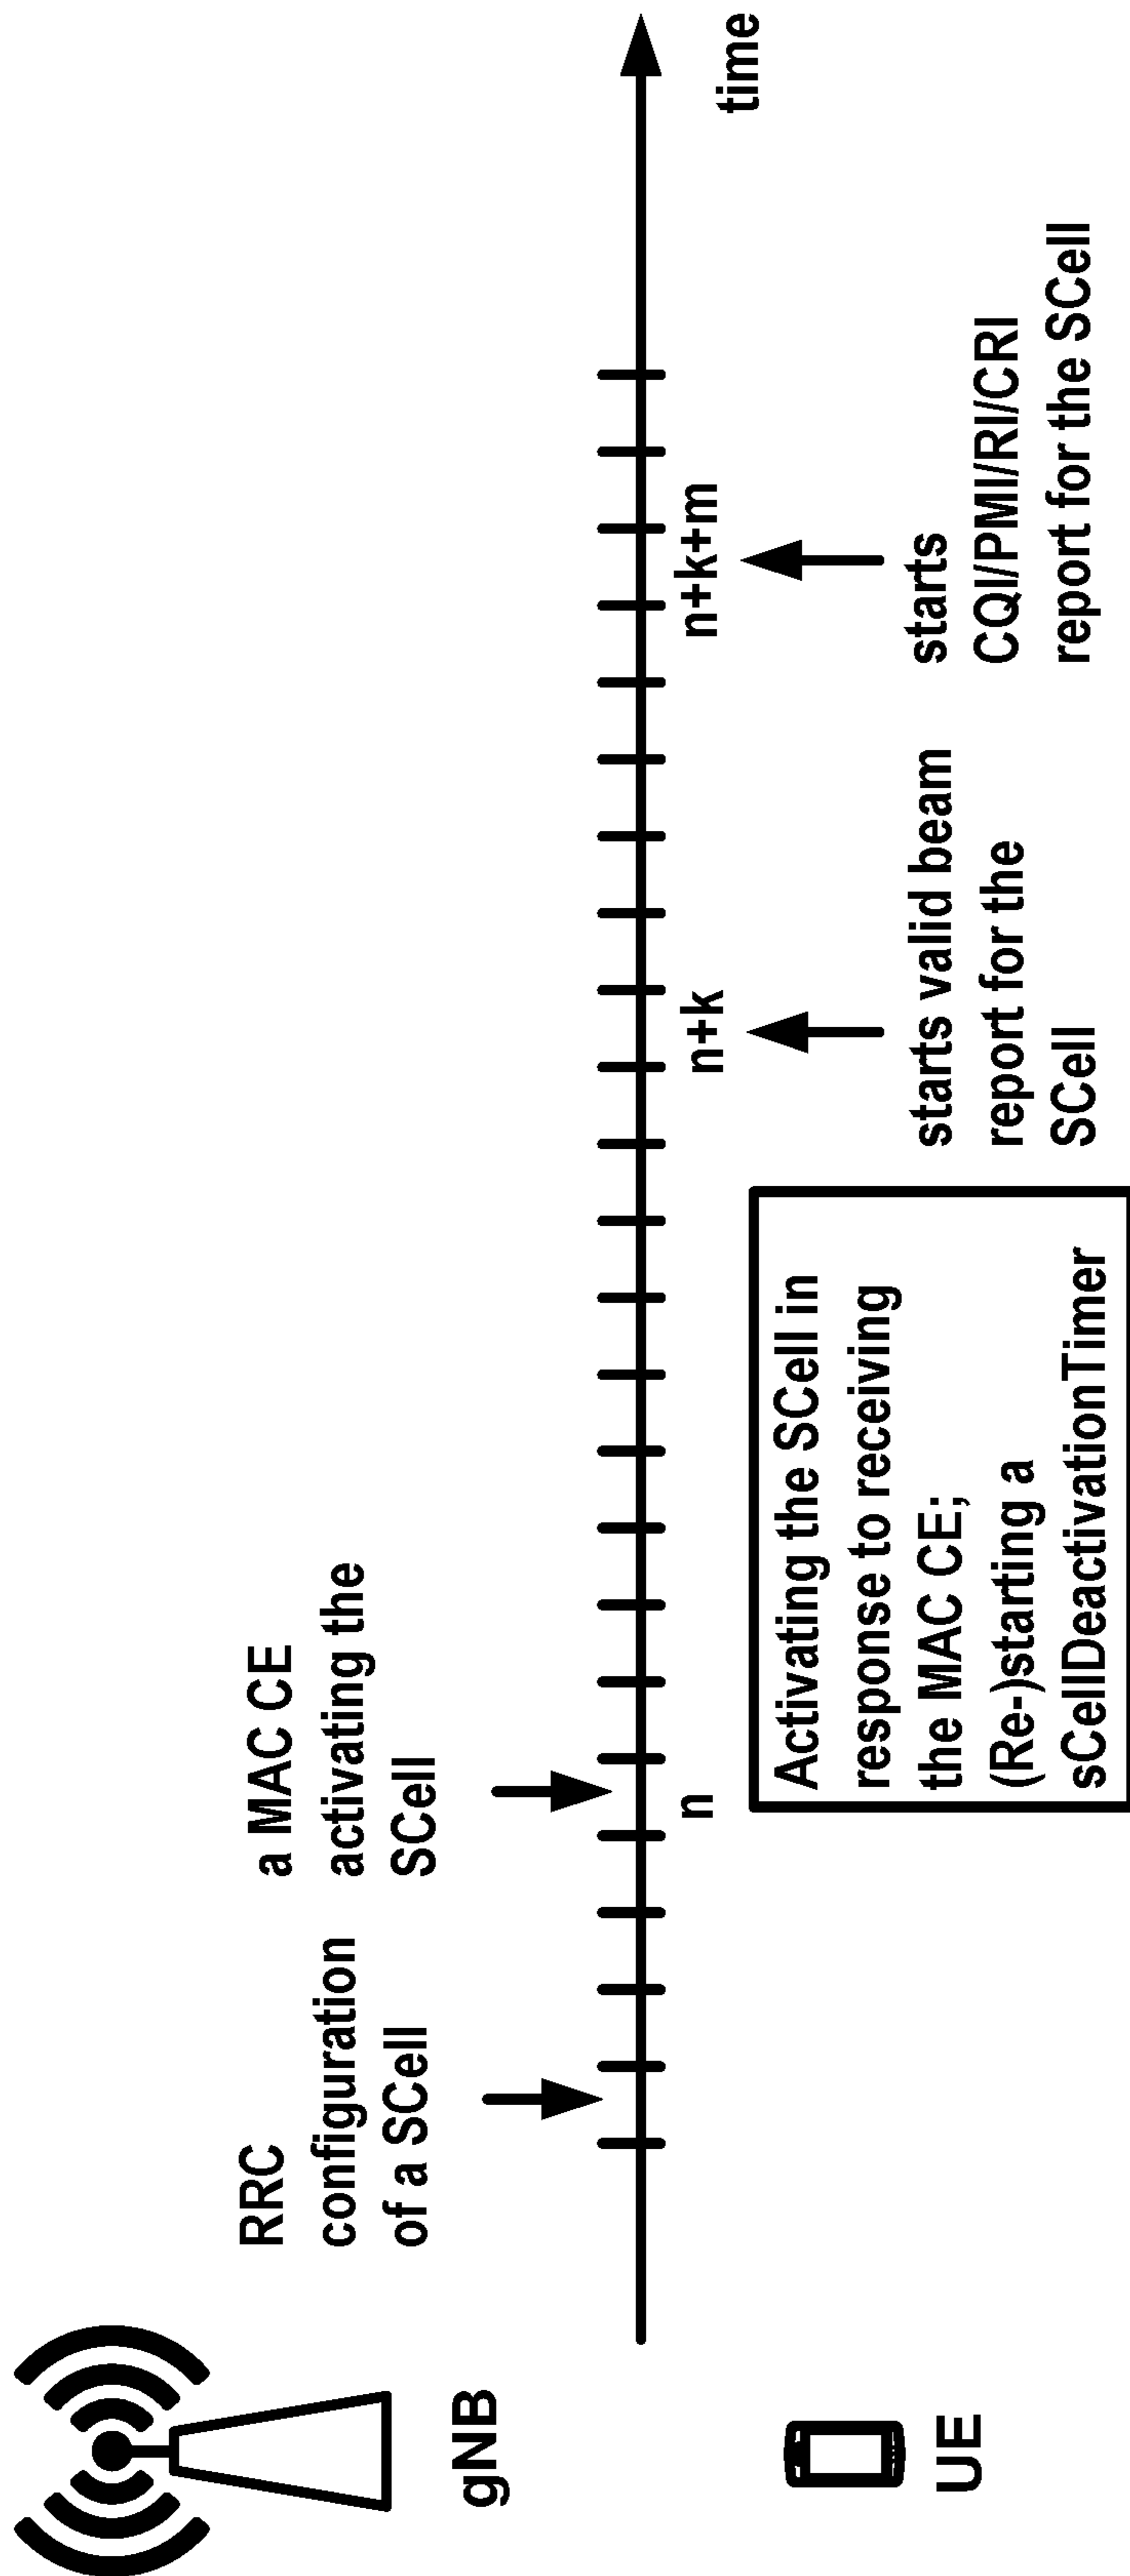 gNB
RRC
configuration
of a SCell
a MAC CE
activating the
SCell
time
n
n+k
n+k+m
UE
Activating the SCell in
response to receiving
the MAC CE;
(Re-)starting a
sCellDeactivationTimer
starts valid beam
report for the
SCell
starts
CQI/PMI/RI/CRI
report for the SCell